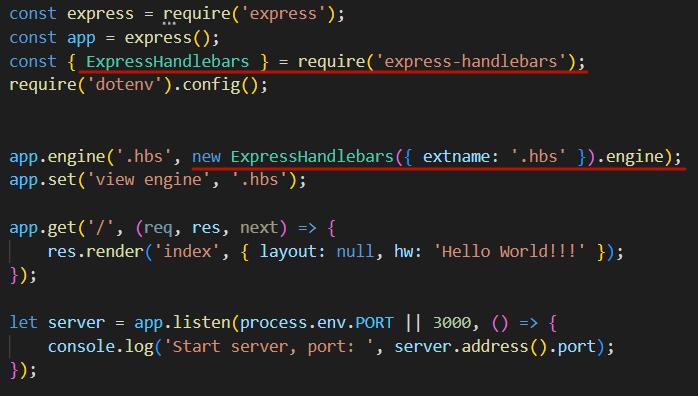 const express = require('express');
const app = express();
const { ExpressHandlebars } = require('express-handlebars');
require('dotenv').config();
app.engine('.hbs', new ExpressHandlebars({ extname: '.hbs' }).engine);
app.set('view engine', '.hbs');
app.get('/', (req, res, next) => {
res.render('index', { layout: null, hw: 'Hello World!!!' });
});
let server = app.listen(process.env.PORT || 3000, () => {
console.log('Start server, port: ', server.address().port);
});